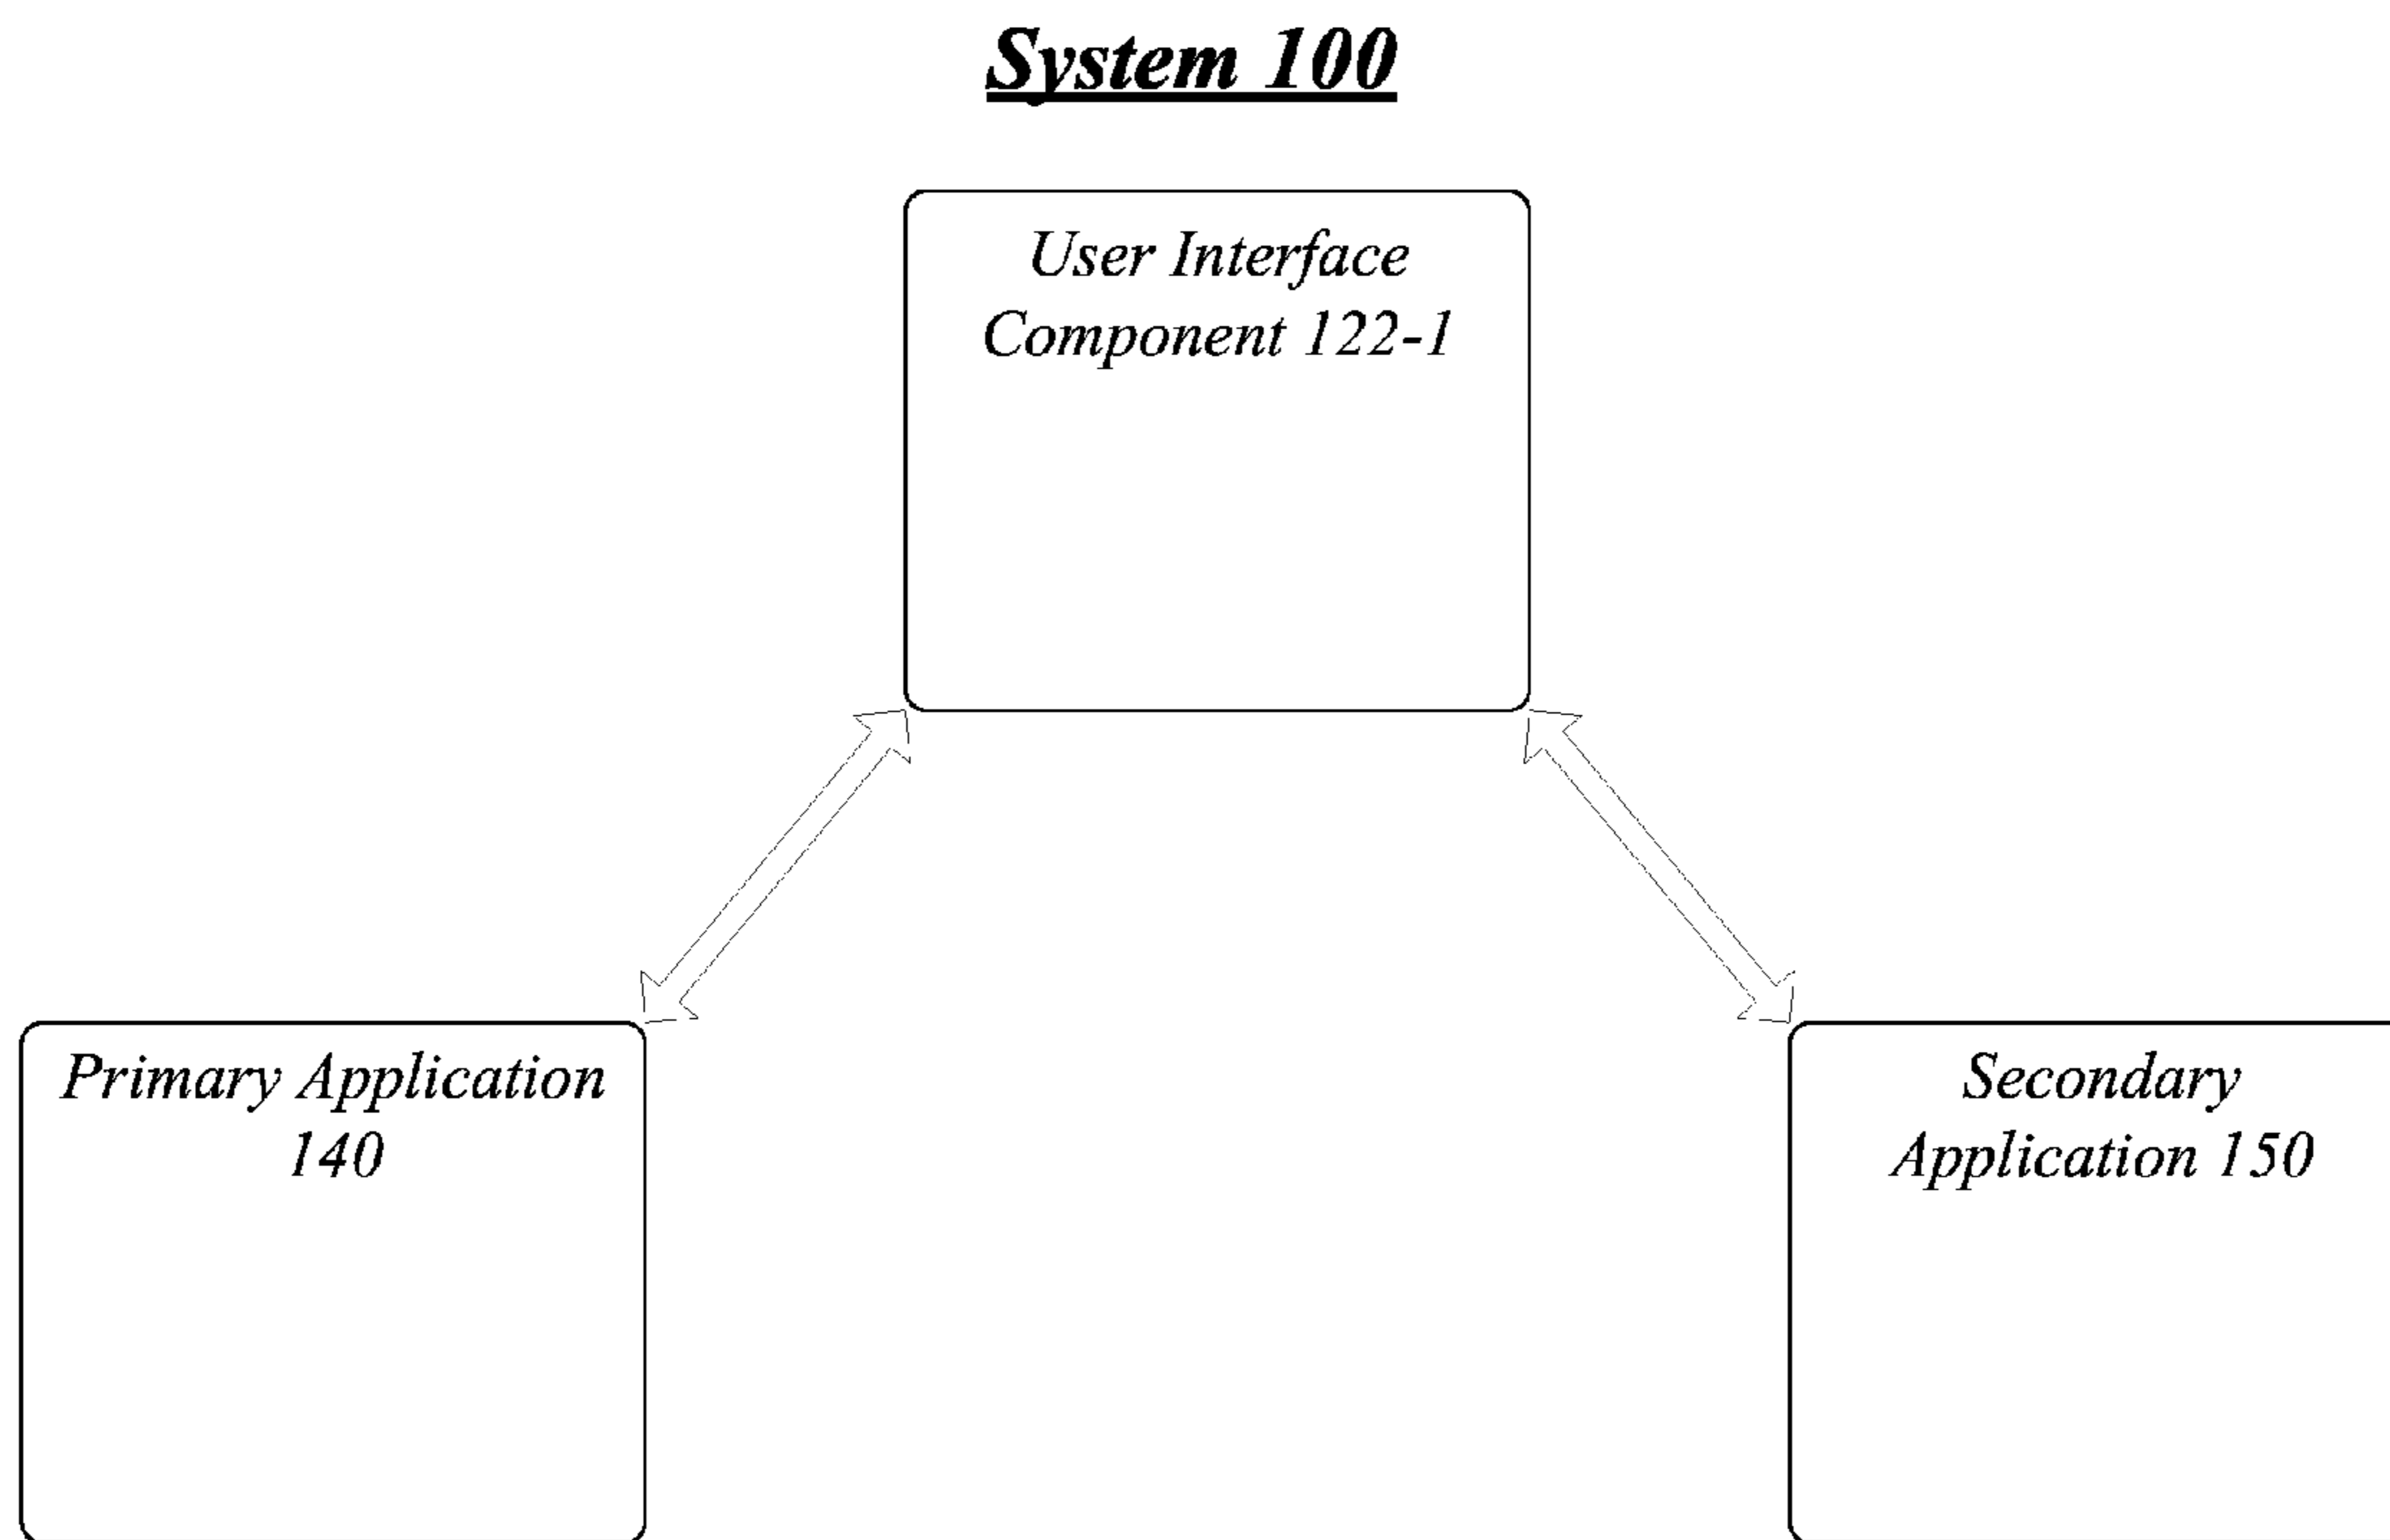 System 100
User Interface
Component 122-1
Primary Application
140
Secondary
Application 150